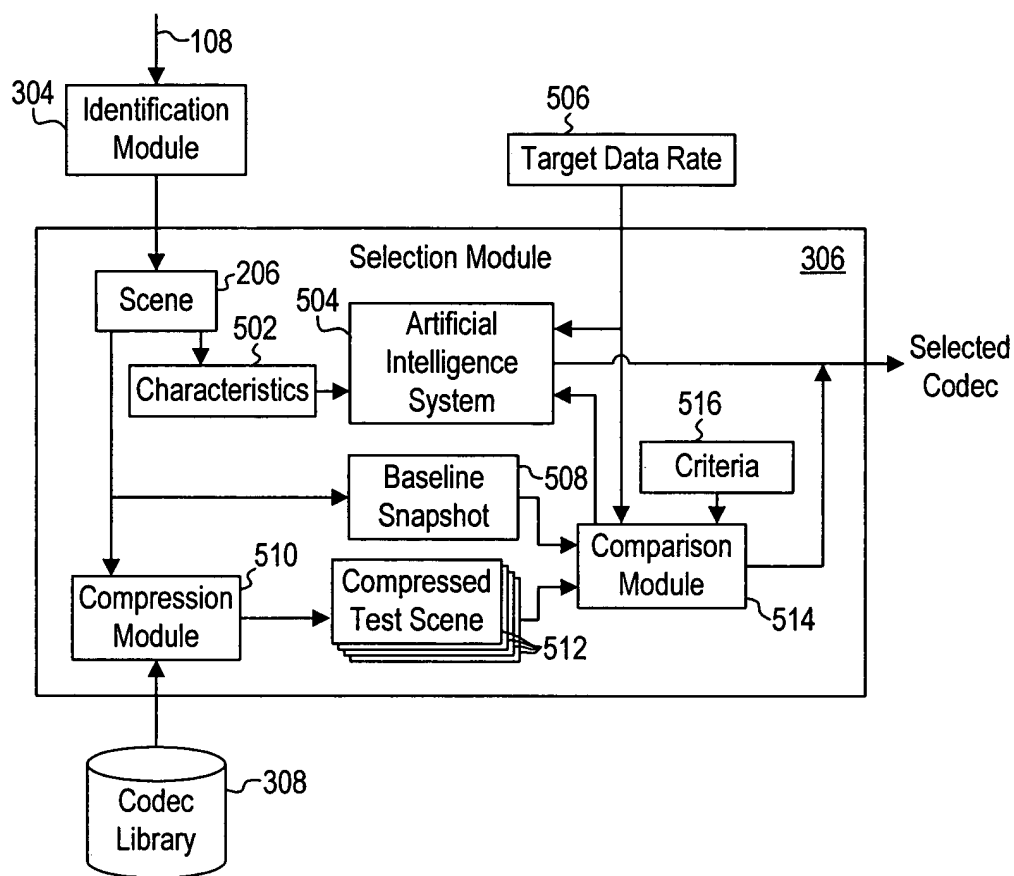 108
304
Identification
Module
506
Target Data Rate
Selection Module
306
Scene
206
504
Artificial
Intelligence
System
502
Characteristics
Selected
Codec
516
Criteria
Baseline
Snapshot
508
Comparison
Module
514
510
Compression
Module
Compressed
Test Scene
512
Codec
Library
308